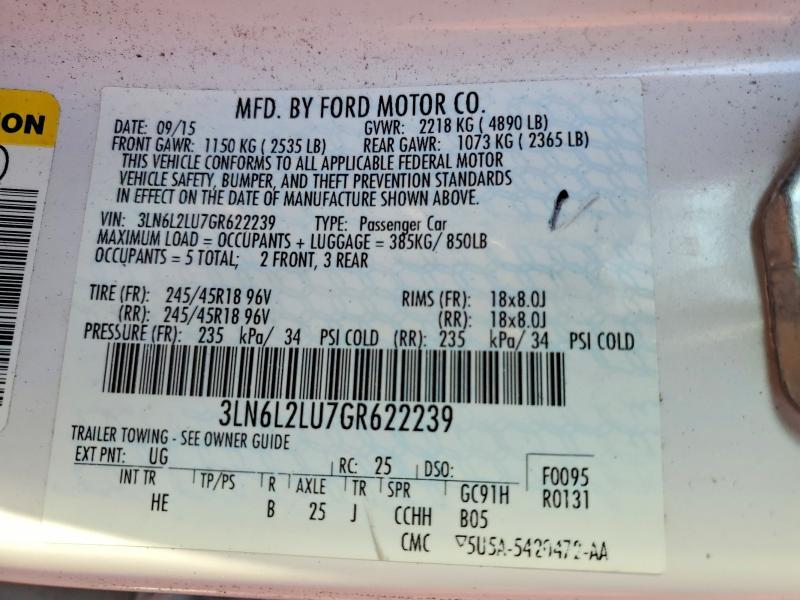 ION
MFD. BY FORD MOTOR CO.
DATE: 09/15 GVWR: 2218 KG ( 4890 LB)
FRONT GAWR: 1150 KG ( 2535 LB) REAR GAWR: 1073 KG ( 2365 LB)
THIS VEHICLE CONFORMS TO ALL APPLICABLE FEDERAL MOTOR
VEHICLE SAFETY, BUMPER, AND THEFT PREVENTION STANDARDS
IN EFFECT ON THE DATE OF MANUFACTURE SHOWN ABOVE.
VIN: 3LN6L2LU7GR622239 TYPE: Passenger Car
MAXIMUM LOAD = OCCUPANTS + LUGGAGE = 385KG/ 850LB
OCCUPANTS = 5 TOTAL; 2 FRONT, 3 REAR
TIRE (FR): 245/45R18 96V RIMS (FR): 18x8.0J
(RR): 245/45R18 96V (RR): 18x8.0J
PRESSURE (FR): 235 kPa/ 34 PSI COLD (RR): 235 kPa/ 34 PSI COLD
3LN6L2LU7GR622239
TRAILER TOWING - SEE OWNER GUIDE
EXT PNT: UG RC: 25 DSO: F0095
INT TR TP/PS R AXLE TR SPR GC91H R0131
HE B 25 J CCHH B05
CMC 5U5A-5420472-AA